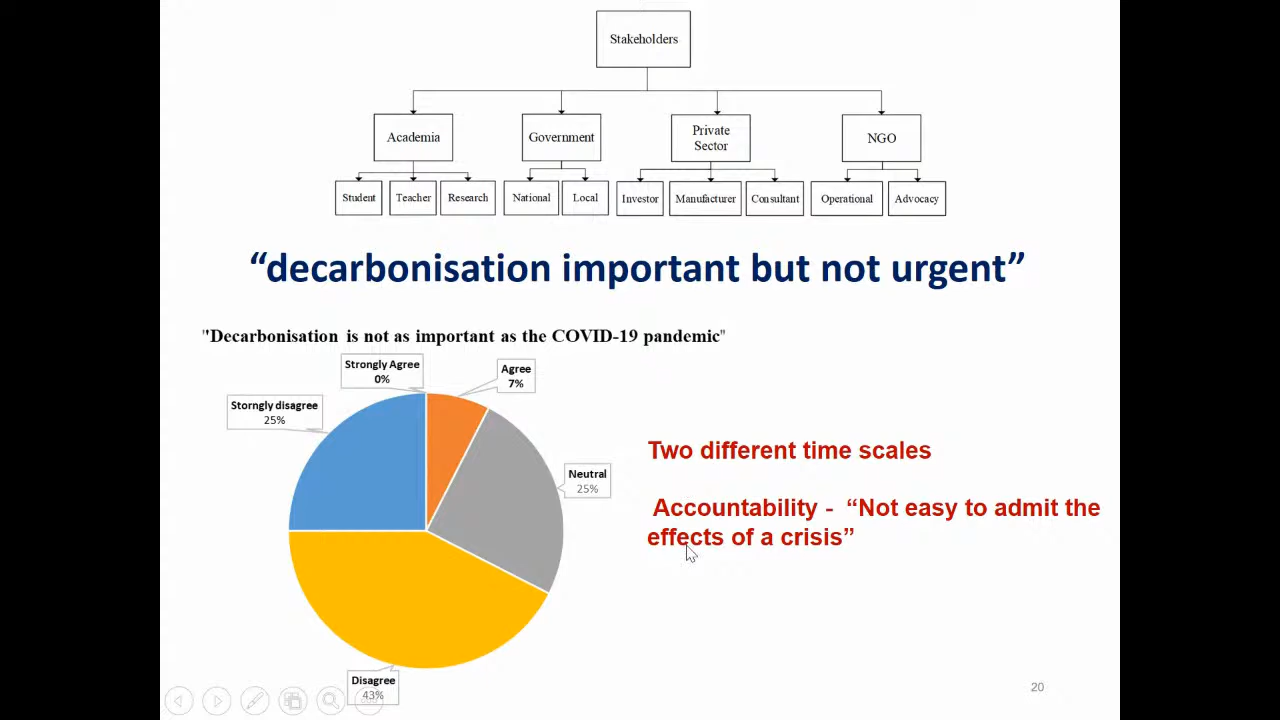 Stakeholders
Academia
Government
Private
Sector
NGO
Student
Teacher
Research
National
Local
Investor
Manufacturer
Consultant
Operational
Advocacy
“decarbonisation important but not urgent”
"'Decarbonisation is not as important as the COVID-19 pandemic"
Strongly Agree
0%
Agree
7%
Storngly disagree
25%
Neutral
25%
Two different time scales
Accountability - “Not easy to admit the
effects of a crisis”
Disagree
43%
20